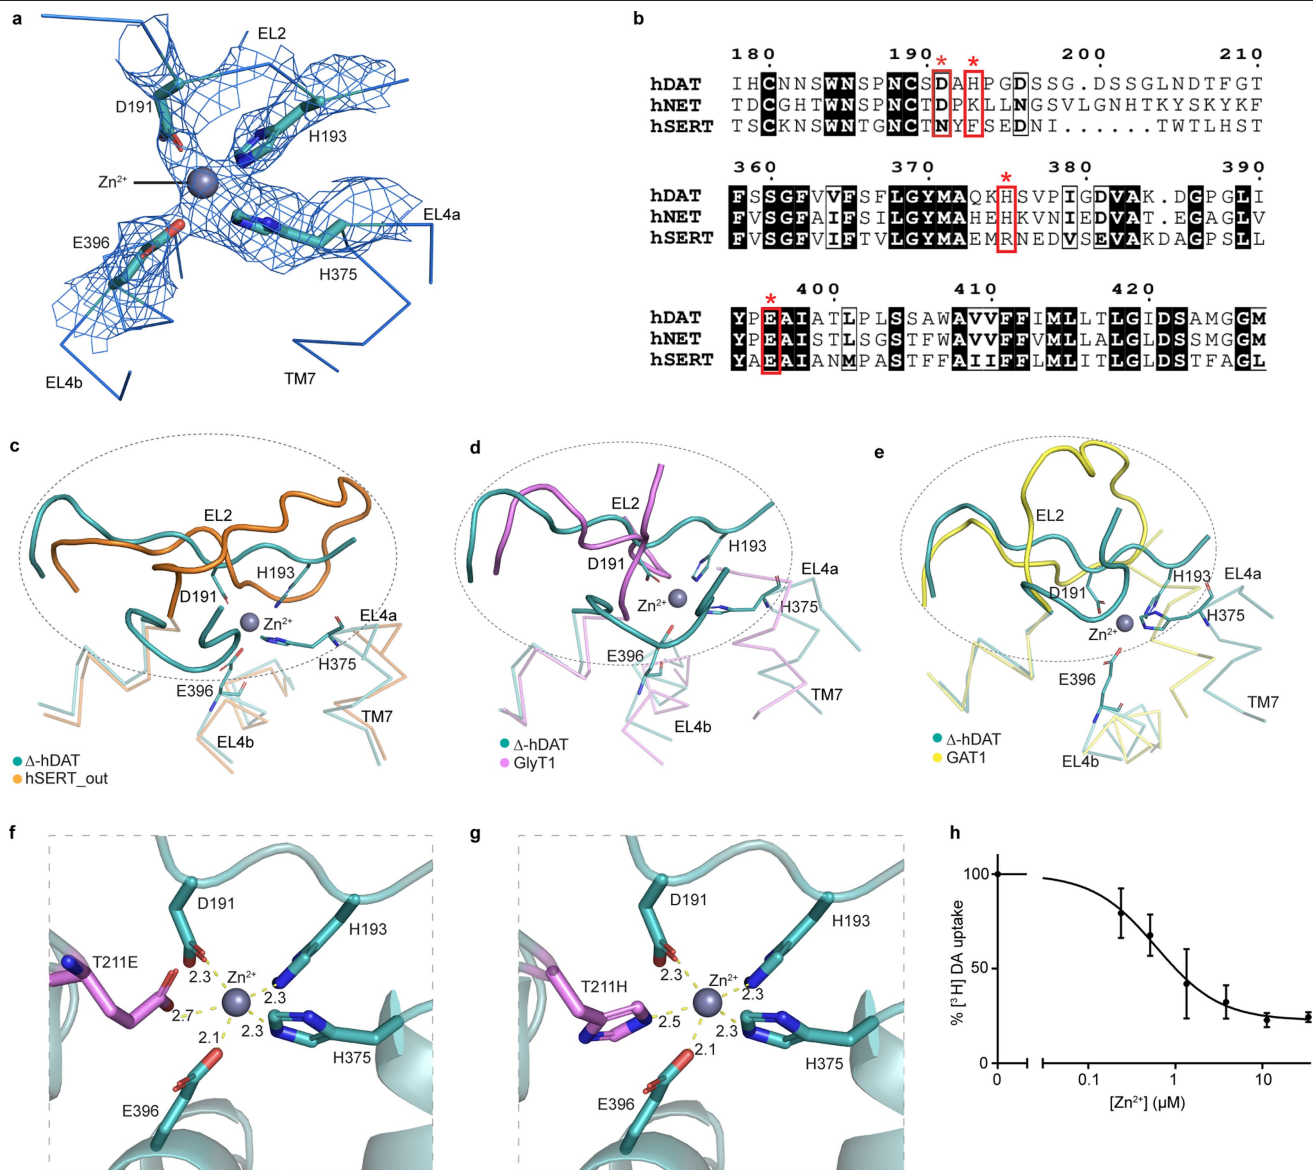 a
EL2
D191
H193
Zn²⁺
EL4a
E396
H375
EL4b
TM7
b
180 190 200 210
* *
hDAT IHCNNSWNSPNCSDAHPGDSSG.DSSGLNDTFGT
hNET TDCGHTWNSPNCTDPKLLNGSVLGNHTKYSKYKF
hSERT TSCKNSWNTGNCTNYFSEDNI......TWTLHST
360 370 380 390
*
hDAT FSSGFVVFSFLGYMAQKHSVPIGDVAK.DGPGLI
hNET FVSGFAIFSILGYMAHEHKVNIEDVAT.EGAGLV
hSERT FVSGFVIFTVLGYMAEMRNEDVSEVAKDAGPSLL
400 410 420
*
hDAT YPEAIATLPLSSAWAVVFFIMLLTLGIDSAMGGM
hNET YPEAISTLSGSTFWAVVFFVMLLALGLDSSMGGM
hSERT YAEAIANMPASTFFAIIFFLMLITLGLDSTFAGL
c
EL2
H193
D191
Zn²⁺
EL4a
H375
E396
TM7
EL4b
Δ-hDAT
hSERT_out
d
EL2
H193
D191
EL4a
Zn²⁺
H375
E396
TM7
EL4b
Δ-hDAT
GlyT1
e
EL2
H193
EL4a
D191
H375
Zn²⁺
E396
TM7
EL4b
Δ-hDAT
GAT1
f
D191
H193
T211E
2.3
Zn²⁺
2.3
2.7
2.3
2.1
H375
E396
g
D191
H193
T211H
2.3
Zn²⁺
2.3
2.5
2.3
2.1
H375
E396
h
% [³H] DA uptake
100
50
0
0 0.1 1 10
[Zn²⁺] (µM)